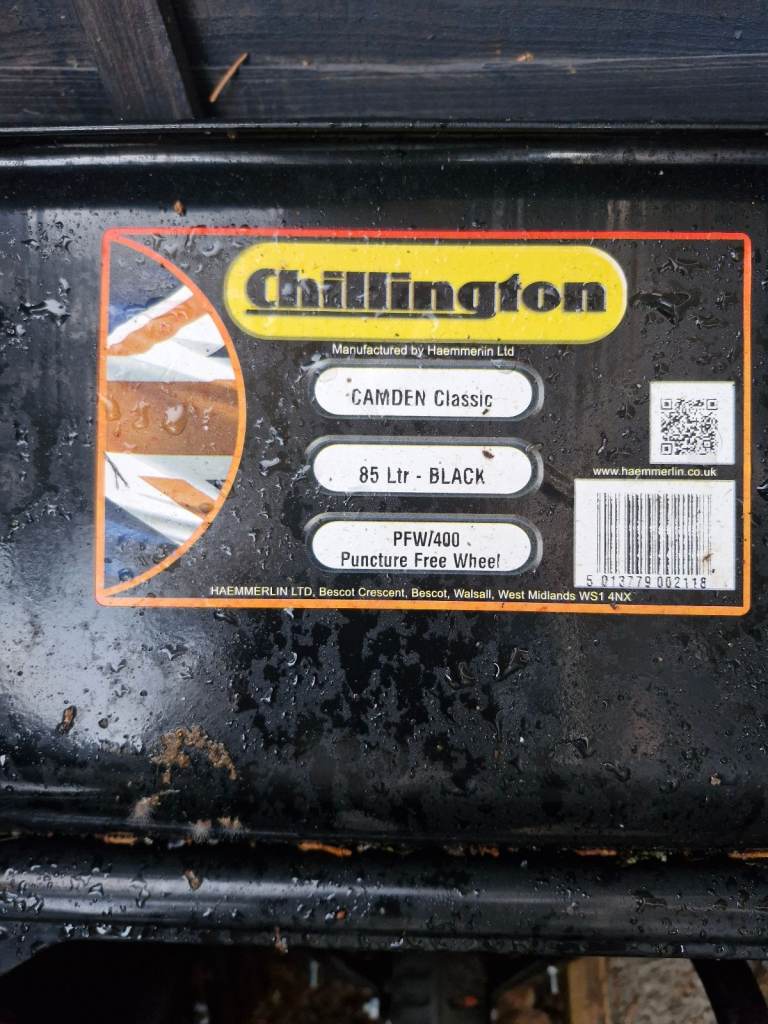 Chillington
Manufactured by Haemmerlin Ltd
CAMDEN Classic
85 Ltr - BLACK
PFW/400
Puncture Free Wheel
www.haemmerlin.co.uk
5 013779 002118
HAEMMERLIN LTD, Bescot Crescent, Bescot, Walsall, West Midlands WS1 4NX